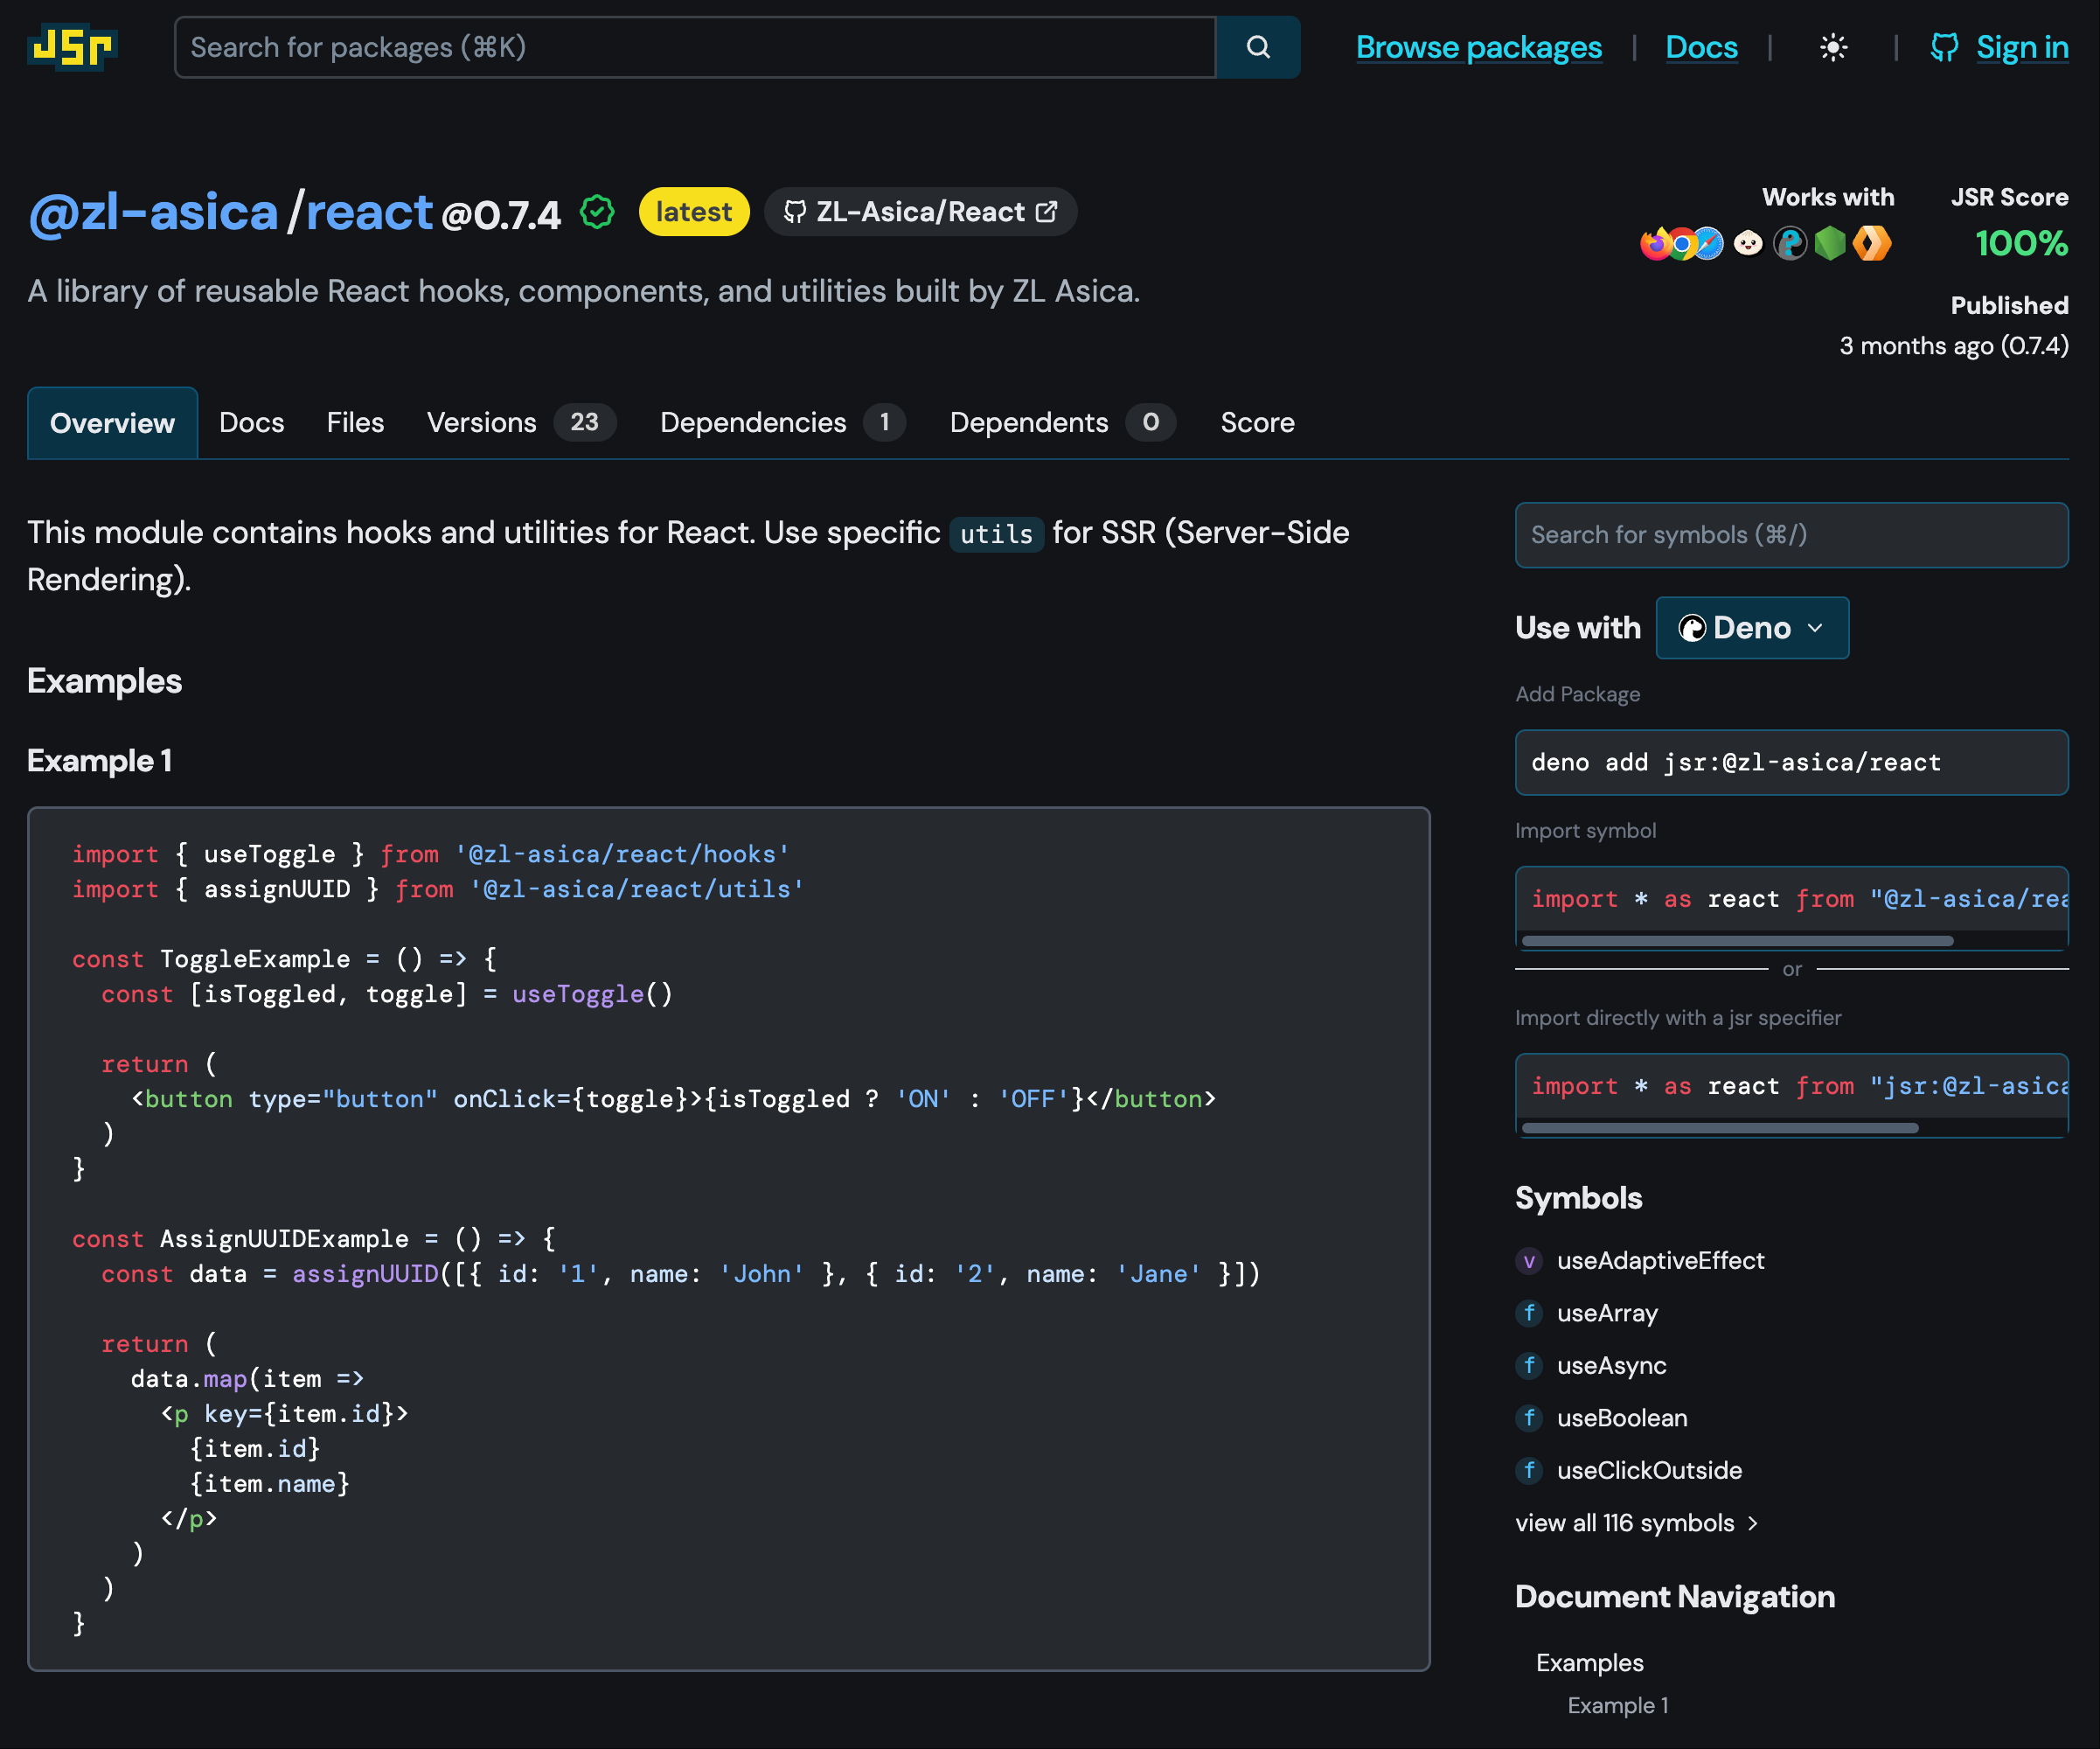 JSR
Search for packages (⌘K)
Browse packages | Docs | | Sign in
@zl-asica/react@0.7.4 latest ZL-Asica/React
Works with
JSR Score
100%
A library of reusable React hooks, components, and utilities built by ZL Asica.
Published
3 months ago (0.7.4)
Overview Docs Files Versions 23 Dependencies 1 Dependents 0 Score
This module contains hooks and utilities for React. Use specific utils for SSR (Server-Side
Rendering).
Examples
Example 1
import { useToggle } from '@zl-asica/react/hooks'
import { assignUUID } from '@zl-asica/react/utils'
const ToggleExample = () => {
  const [isToggled, toggle] = useToggle()
  return (
    <button type="button" onClick={toggle}>{isToggled ? 'ON' : 'OFF'}</button>
  )
}
const AssignUUIDExample = () => {
  const data = assignUUID([{ id: '1', name: 'John' }, { id: '2', name: 'Jane' }])
  return (
    data.map(item =>
      <p key={item.id}>
        {item.id}
        {item.name}
      </p>
    )
  )
}
Search for symbols (⌘/)
Use with Deno
Add Package
deno add jsr:@zl-asica/react
Import symbol
import * as react from "@zl-asica/rea
or
Import directly with a jsr specifier
import * as react from "jsr:@zl-asica
Symbols
v useAdaptiveEffect
f useArray
f useAsync
f useBoolean
f useClickOutside
view all 116 symbols
Document Navigation
Examples
Example 1